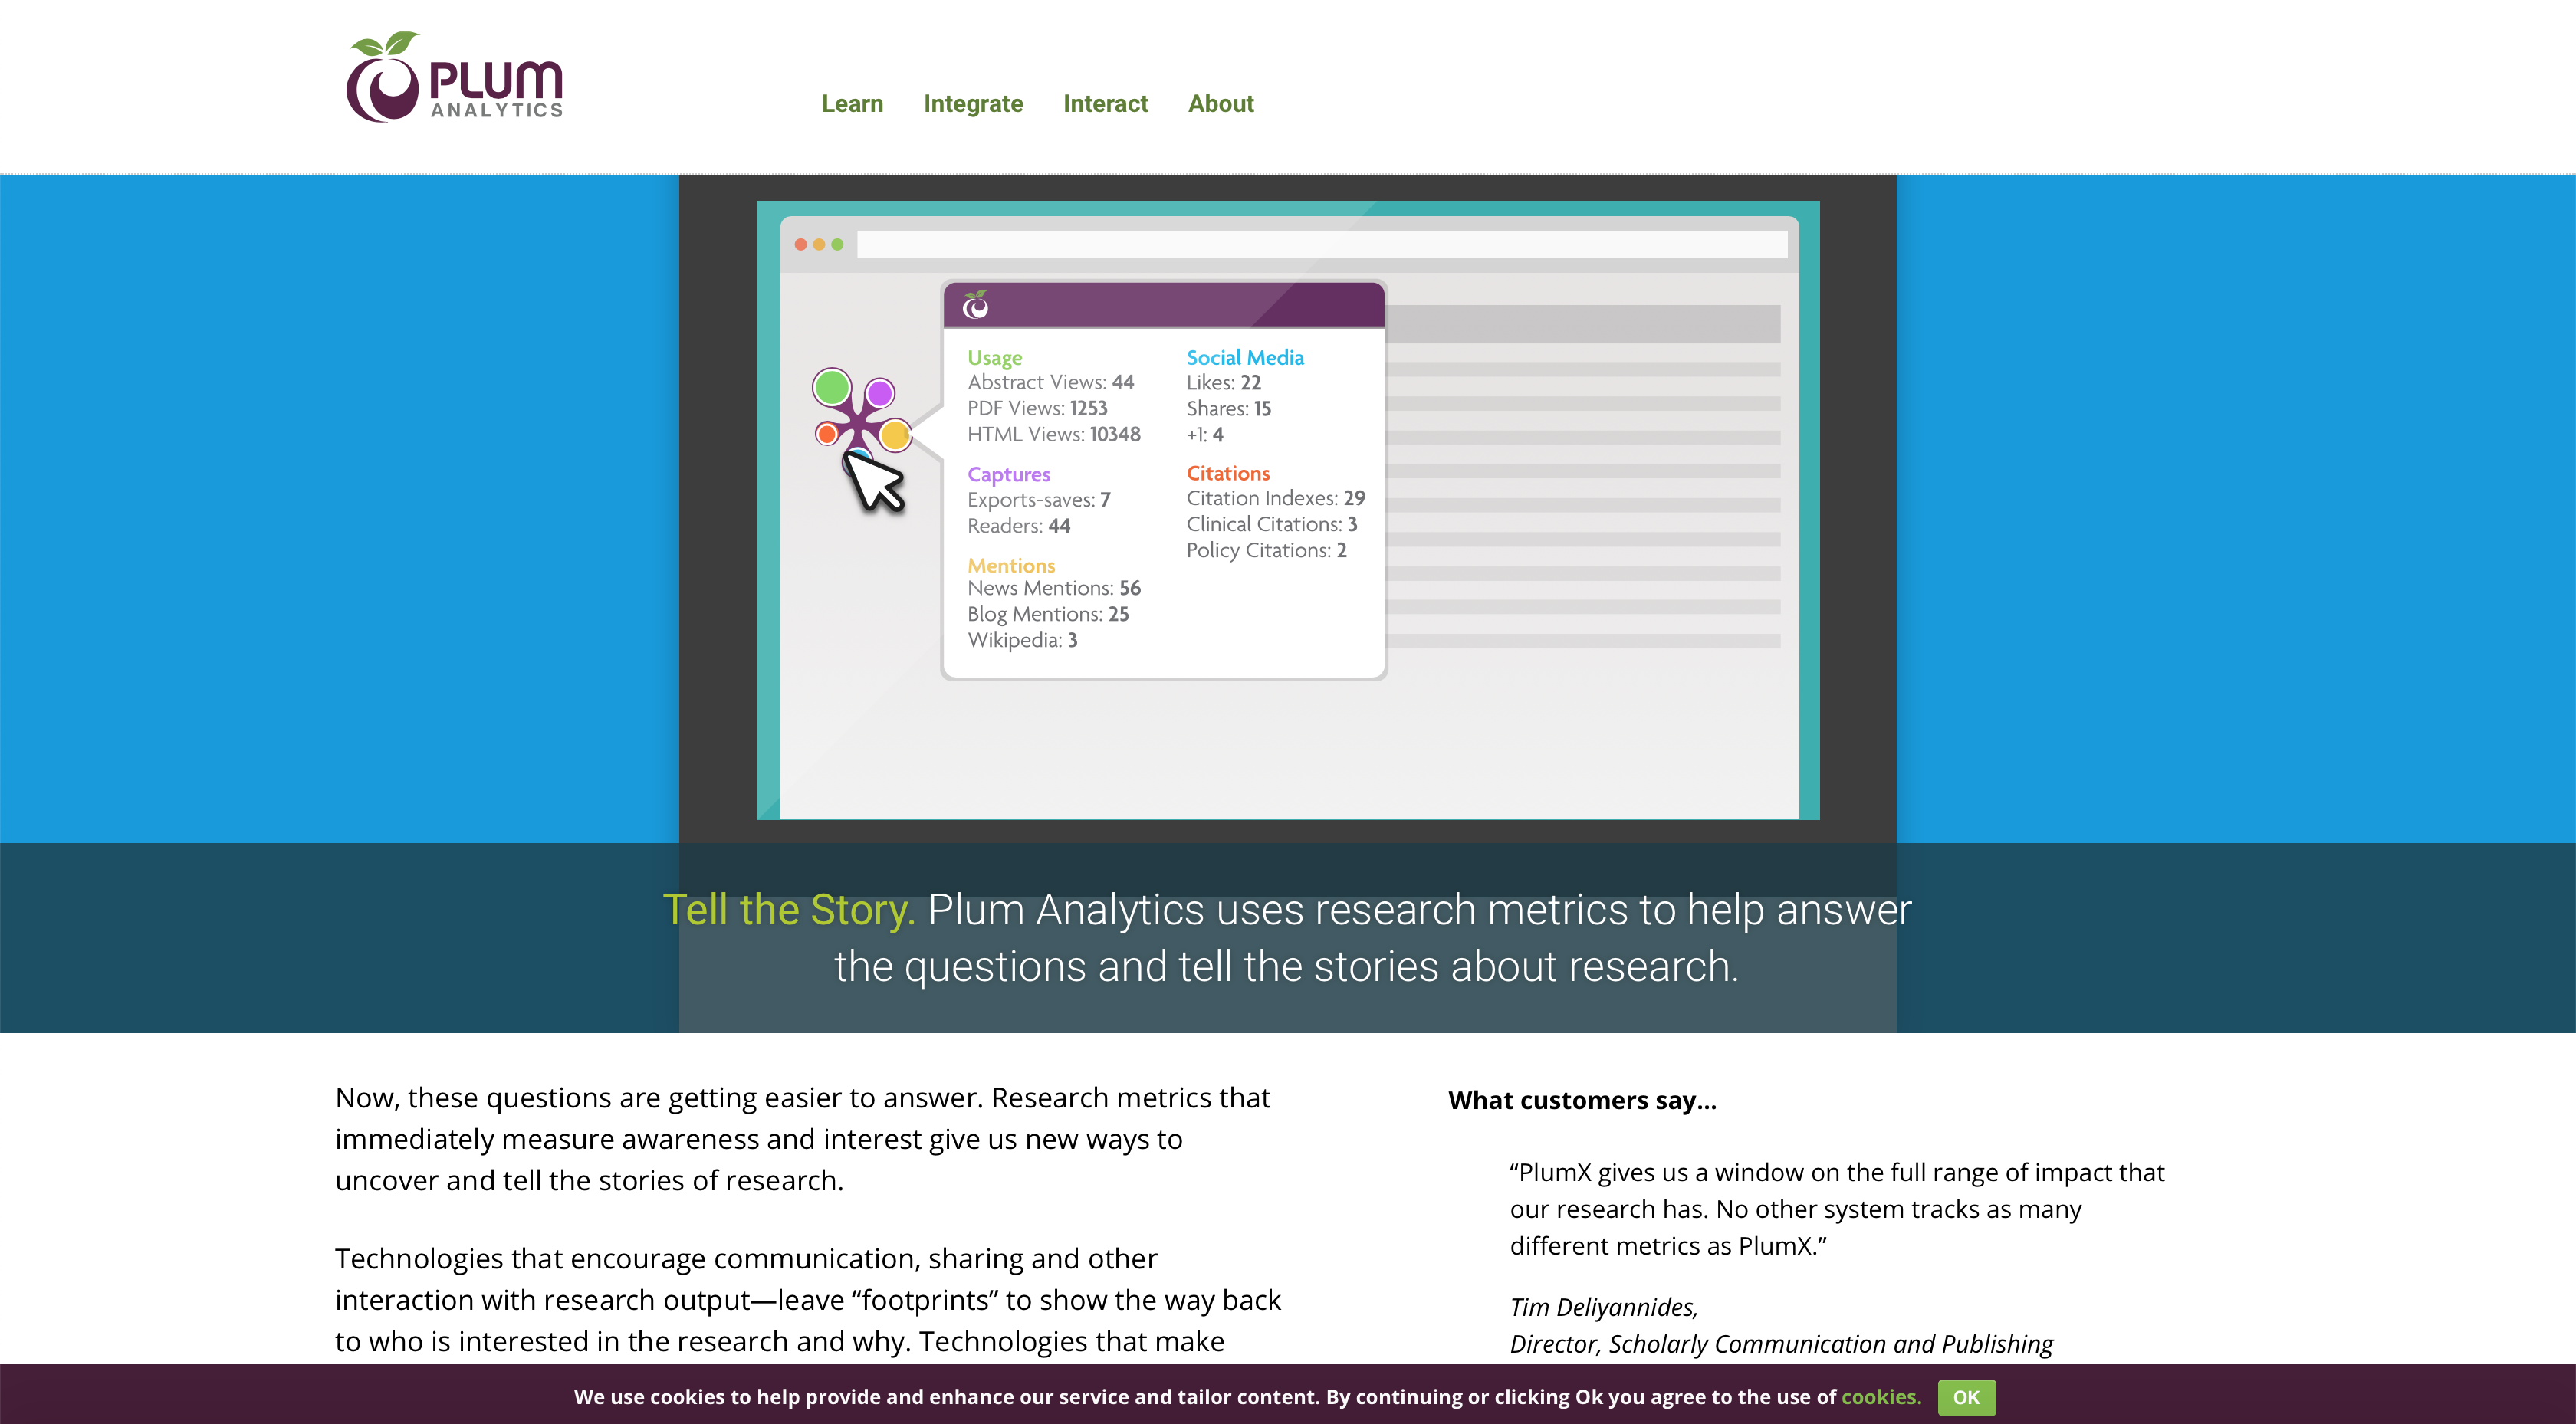 PLUM
ANALYTICS
Learn Integrate Interact About
Usage
Abstract Views: 44
PDF Views: 1253
HTML Views: 10348
Captures
Exports-saves: 7
Readers: 44
Mentions
News Mentions: 56
Blog Mentions: 25
Wikipedia: 3
Social Media
Likes: 22
Shares: 15
+1: 4
Citations
Citation Indexes: 29
Clinical Citations: 3
Policy Citations: 2
Tell the Story. Plum Analytics uses research metrics to help answer
the questions and tell the stories about research.
Now, these questions are getting easier to answer. Research metrics that
immediately measure awareness and interest give us new ways to
uncover and tell the stories of research.
Technologies that encourage communication, sharing and other
interaction with research output—leave “footprints” to show the way back
to who is interested in the research and why. Technologies that make
What customers say…
“PlumX gives us a window on the full range of impact that
our research has. No other system tracks as many
different metrics as PlumX.”
Tim Deliyannides,
Director, Scholarly Communication and Publishing
We use cookies to help provide and enhance our service and tailor content. By continuing or clicking Ok you agree to the use of cookies. OK